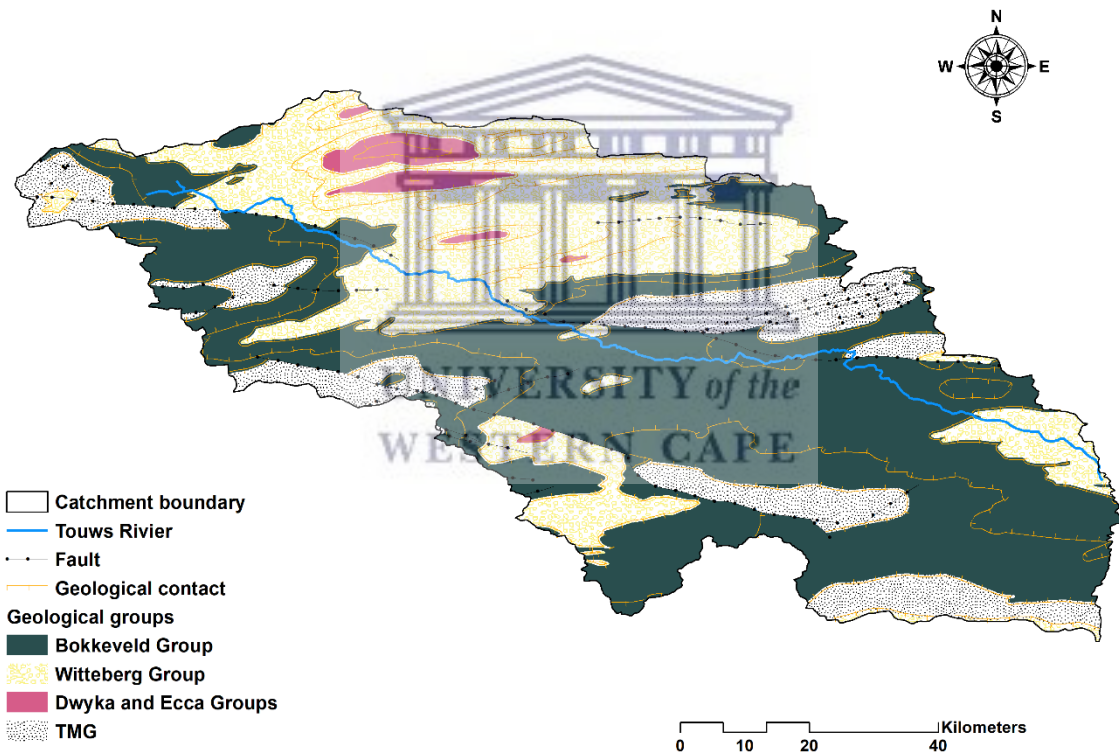 N
W E
S
UNIVERSITY of the
WESTERN CAPE
Catchment boundary
Touws Rivier
Fault
Geological contact
Geological groups
Bokkeveld Group
Witteberg Group
Dwyka and Ecca Groups
TMG
Kilometers
0 10 20 40